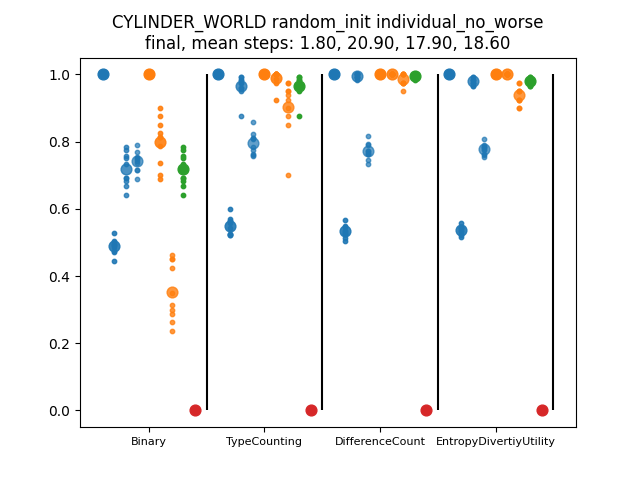 CYLINDER_WORLD random_init individual_no_worse
final, mean steps: 1.80, 20.90, 17.90, 18.60
1.0
0.8
0.6
0.4
0.2
0.0
Binary TypeCounting DifferenceCount EntropyDivertiyUtility